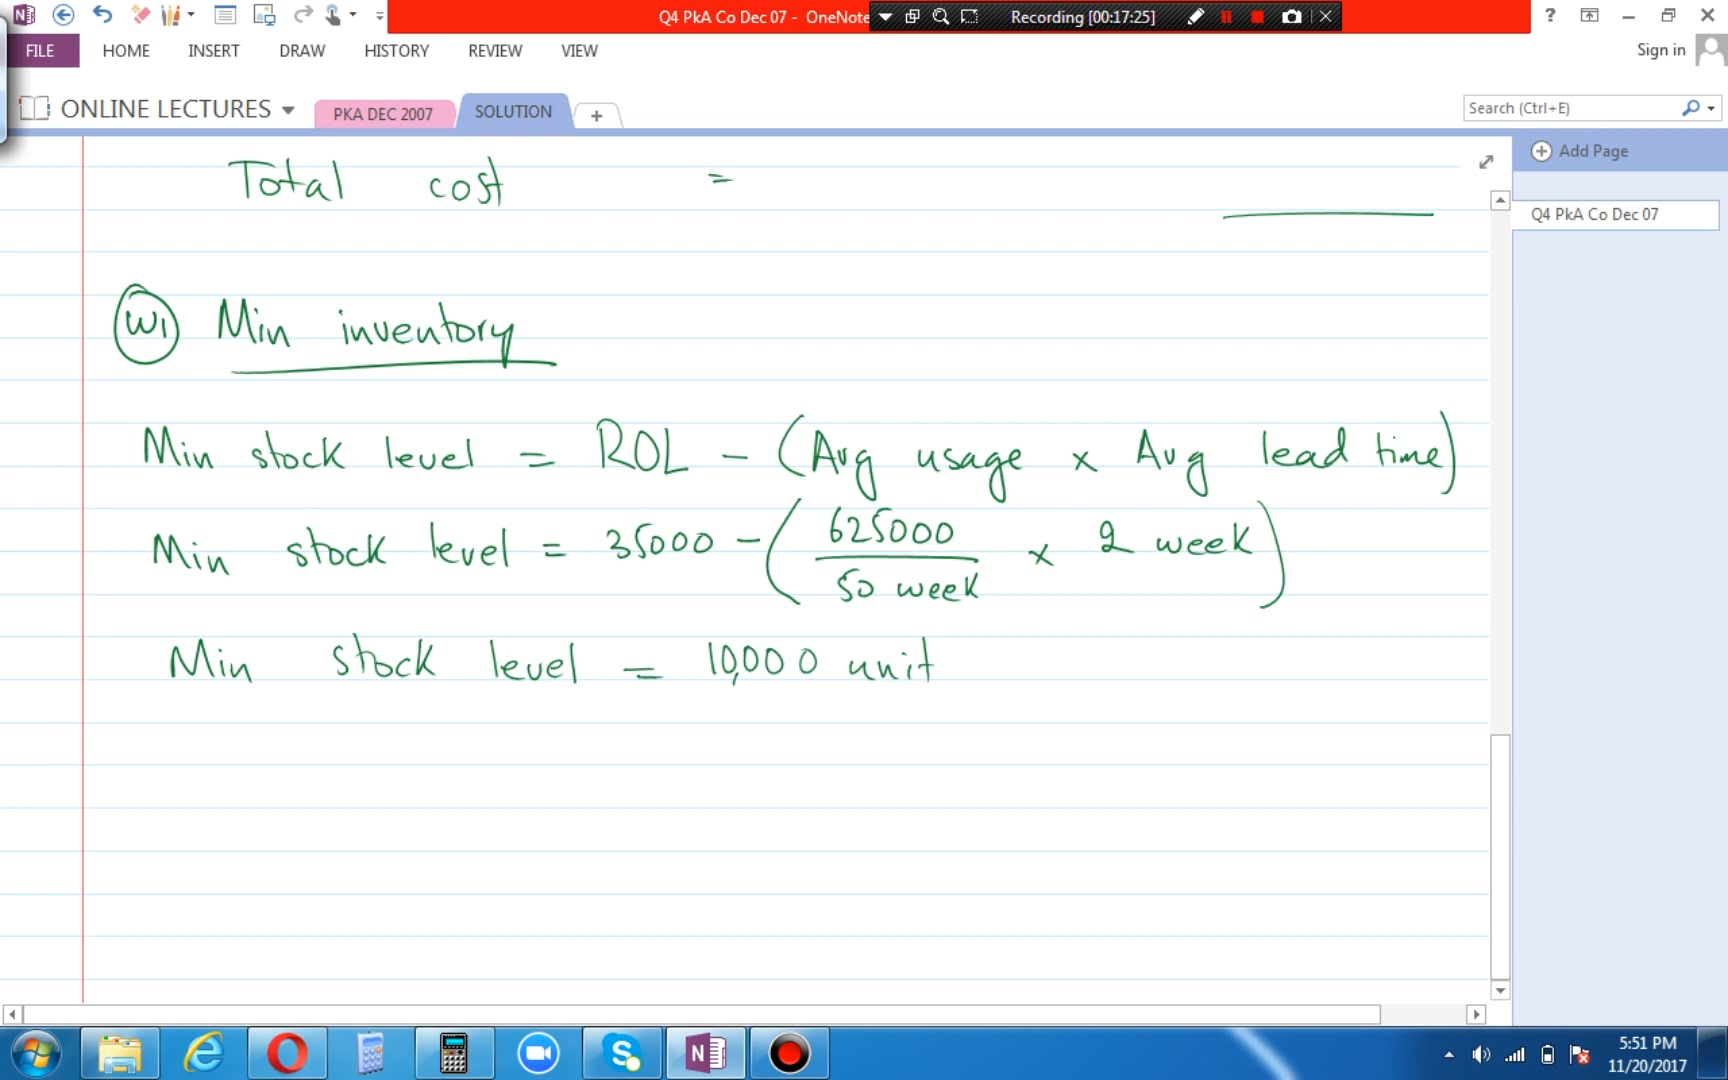 Q4 PkA Co Dec 07 - OneNote
Recording [00:17:25]
FILE HOME INSERT DRAW HISTORY REVIEW VIEW
Sign in
ONLINE LECTURES
PKA DEC 2007
SOLUTION
Search (Ctrl+E)
Add Page
Q4 PkA Co Dec 07
Total cost =
W1 Min inventory
Min stock level = ROL - (Avg usage x Avg lead time)
Min stock level = 35000 - (625000 / 50 week x 2 week)
Min stock level = 10,000 unit
5:51 PM
11/20/2017